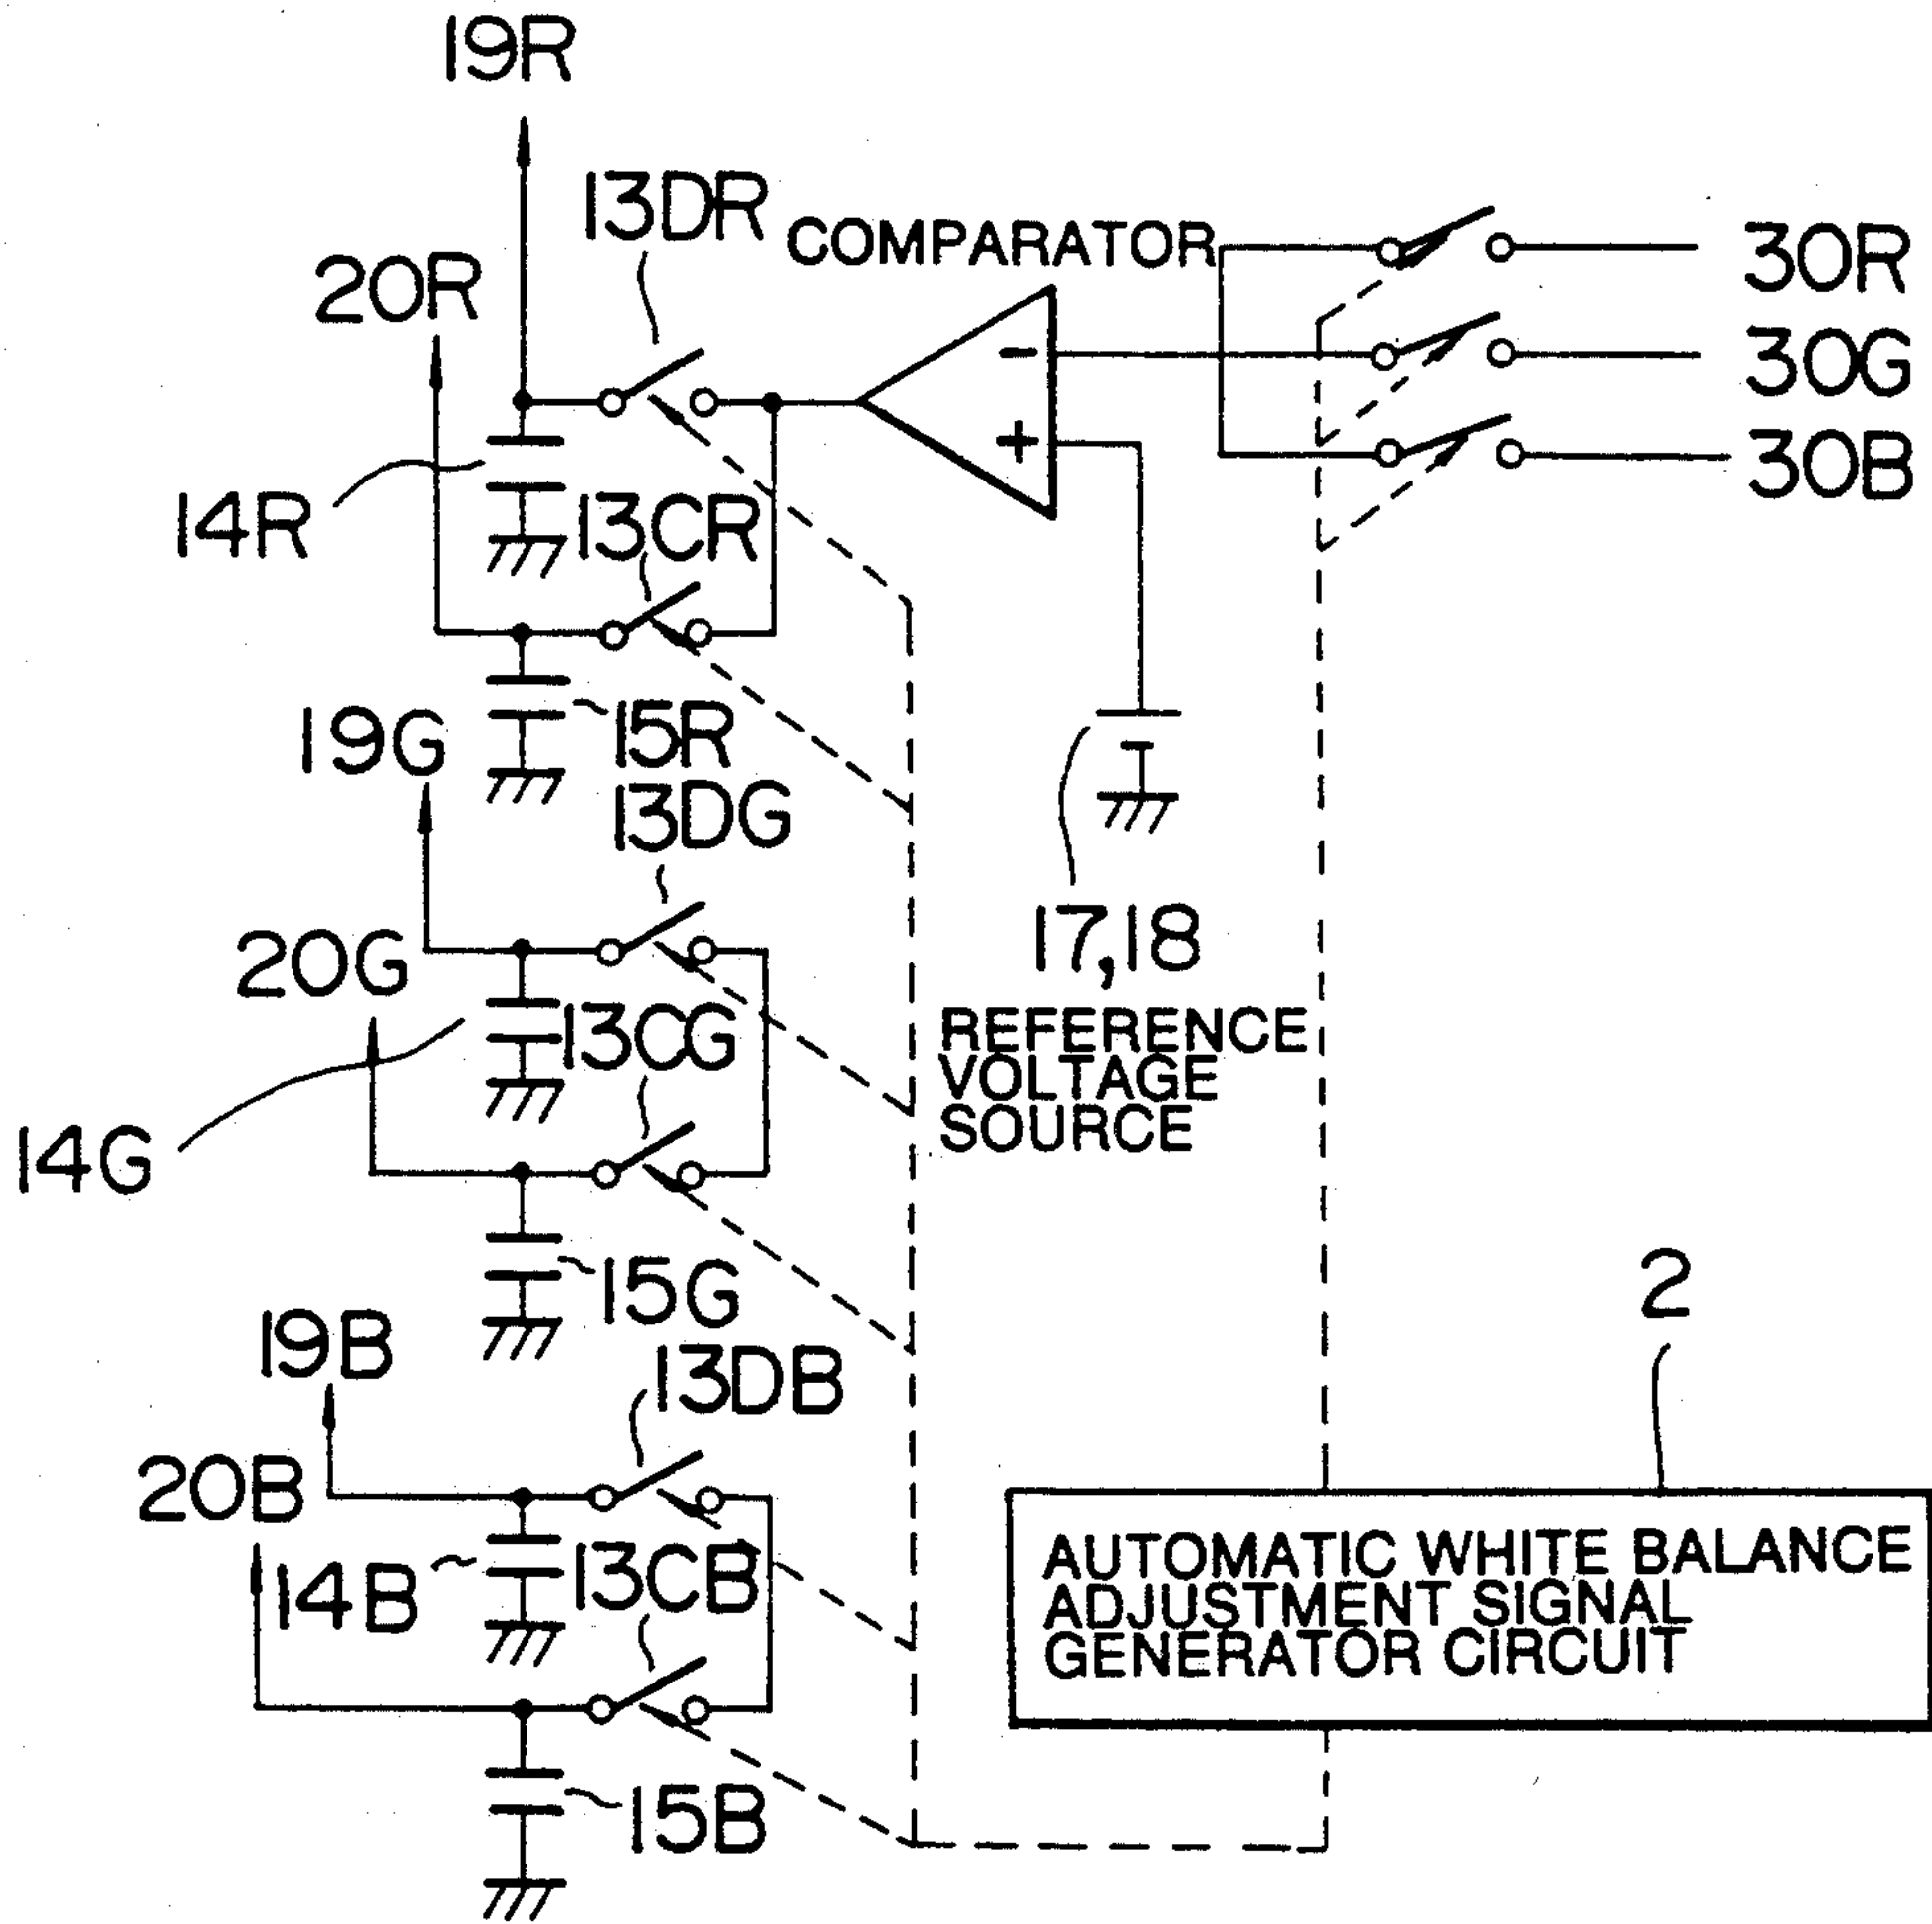 19R
13DR
COMPARATOR
20R
30R
30G
30B
-
+
14R
13CR
15R
19G
13DG
17,18
REFERENCE
VOLTAGE
SOURCE
20G
13CG
14G
15G
2
19B
13DB
20B
14B
13CB
AUTOMATIC WHITE BALANCE
ADJUSTMENT SIGNAL
GENERATOR CIRCUIT
15B